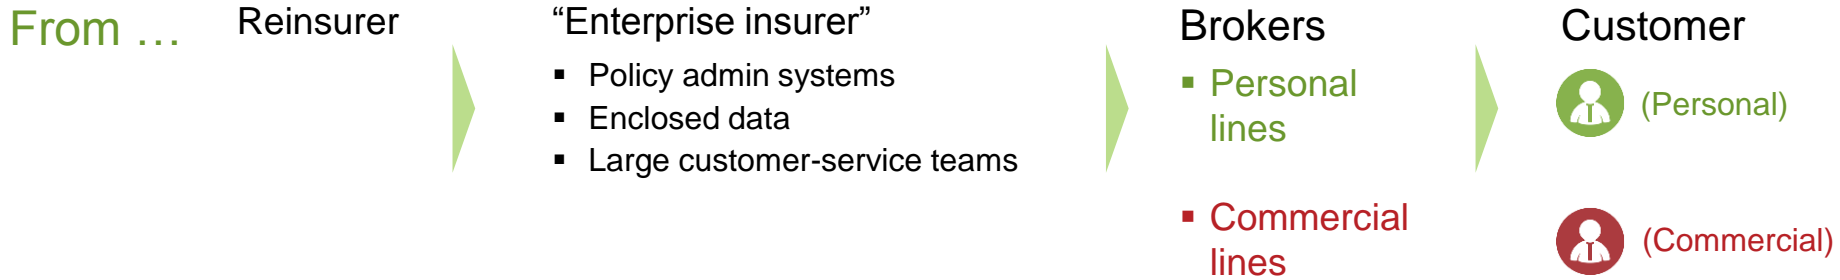 From …
Reinsurer
“Enterprise insurer”
▪ Policy admin systems
▪ Enclosed data
▪ Large customer-service teams
Brokers
▪ Personal
lines
▪ Commercial
lines
Customer
(Personal)
(Commercial)